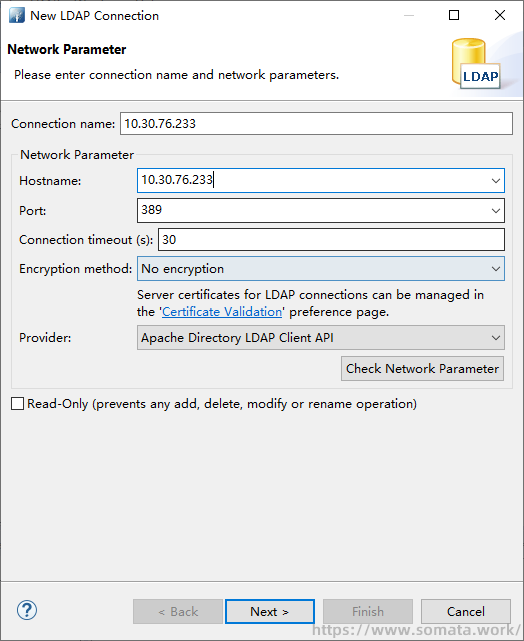 New LDAP Connection
Network Parameter
Please enter connection name and network parameters.
LDAP
Connection name: 10.30.76.233
Network Parameter
Hostname: 10.30.76.233
Port: 389
Connection timeout (s): 30
Encryption method: No encryption
Server certificates for LDAP connections can be managed in
the 'Certificate Validation' preference page.
Provider: Apache Directory LDAP Client API
Check Network Parameter
Read-Only (prevents any add, delete, modify or rename operation)
?
< Back
Next >
Finish
Cancel
https://www.somata.work/